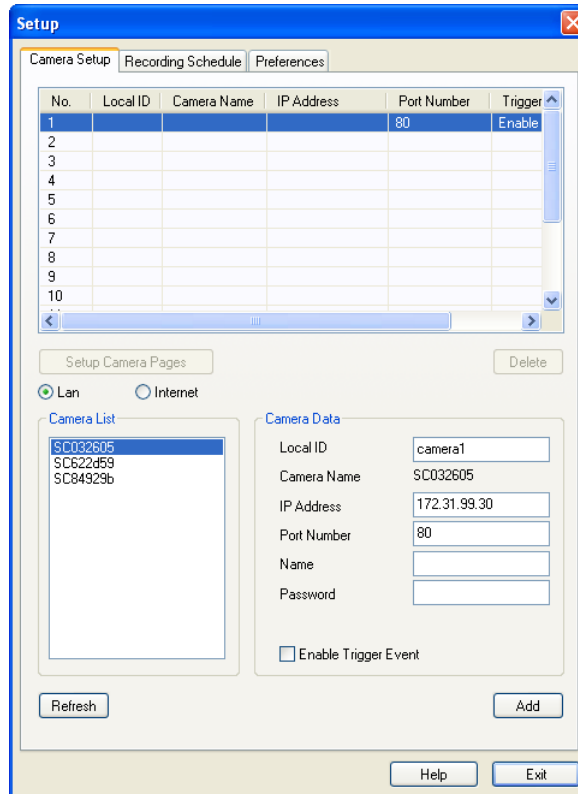 Setup
Camera Setup Recording Schedule Preferences
No. Local ID Camera Name IP Address Port Number Trigger
1 80 Enable
2
3
4
5
6
7
8
9
10
Setup Camera Pages Delete
Lan Internet
Camera List Camera Data
SC032605
SC622d59
SC84929b
Local ID camera1
Camera Name SC032605
IP Address 172.31.99.30
Port Number 80
Name
Password
Enable Trigger Event
Refresh Add
Help Exit